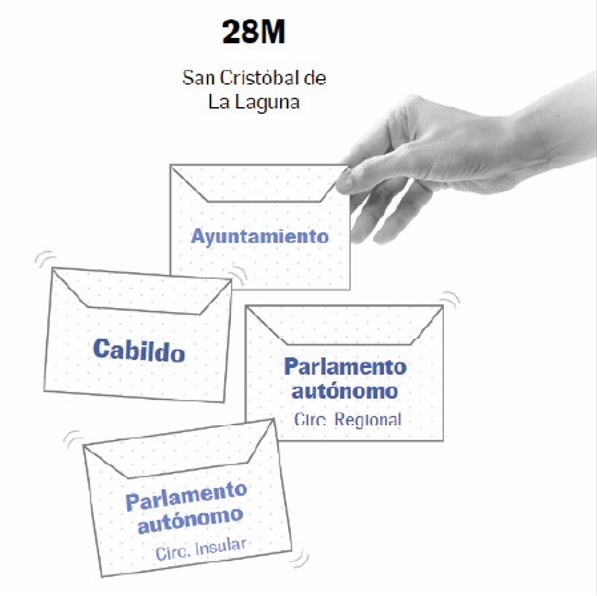 28M
San Cristóbal de
La Laguna
Ayuntamiento
Cabildo
Parlamento
autónomo
Circ. Regional
Parlamento
autónomo
Circ. Insular